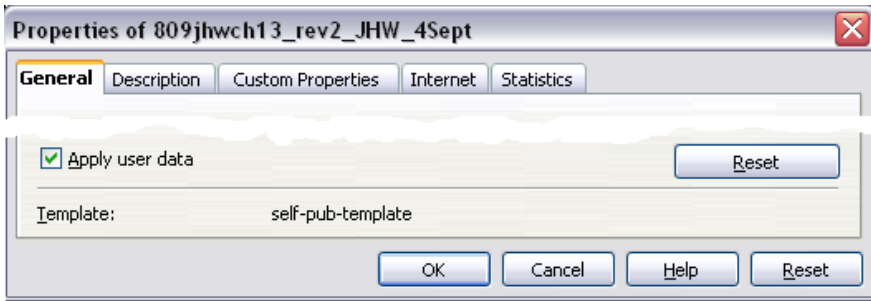 Properties of 809jhwch13_rev2_JHW_4Sept
General Description Custom Properties Internet Statistics
Apply user data Reset
Template: self-pub-template
OK Cancel Help Reset